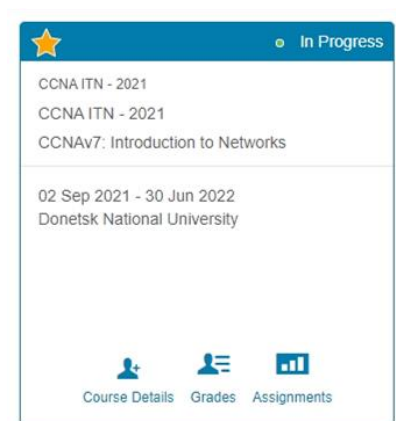 In Progress
CCNA ITN - 2021
CCNA ITN - 2021
CCNAv7: Introduction to Networks
02 Sep 2021 - 30 Jun 2022
Donetsk National University
Course Details Grades Assignments